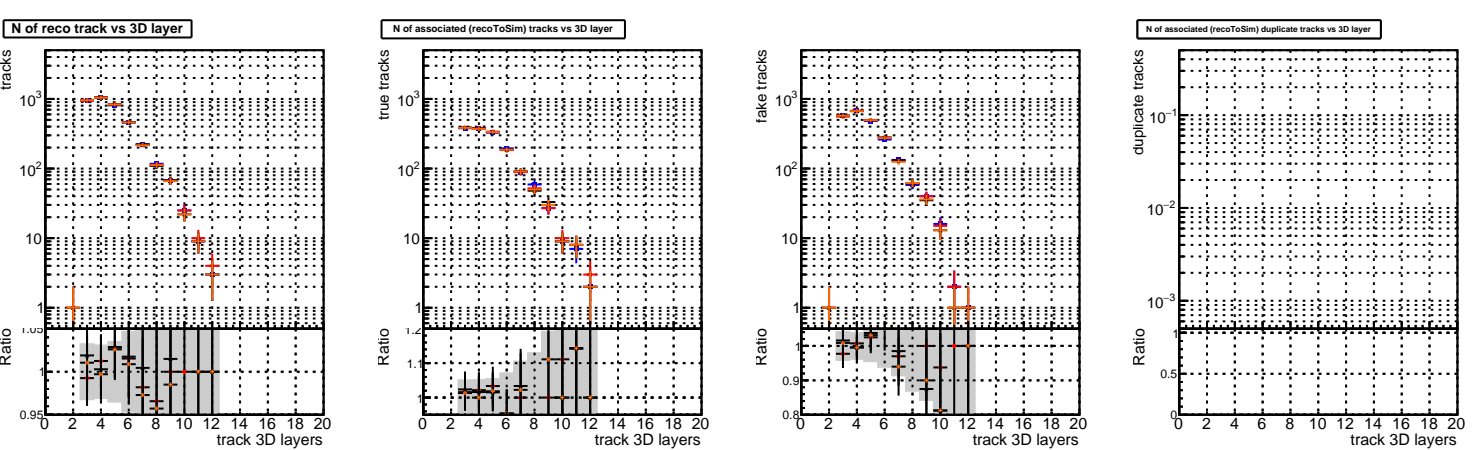 N of reco track vs 3D layer
tracks
10³
10²
10
1
Ratio
1.05
1
0.95
0 2 4 6 8 10 12 14 16 18 20
track 3D layers
N of associated (recoToSim) tracks vs 3D layer
true tracks
10³
10²
10
1
Ratio
1.2
1.1
1
0 2 4 6 8 10 12 14 16 18 20
track 3D layers
fake tracks
10³
10²
10
1
Ratio
1
0.9
0.8
0 2 4 6 8 10 12 14 16 18 20
track 3D layers
N of associated (recoToSim) duplicate tracks vs 3D layer
duplicate tracks
10⁻¹
10⁻²
10⁻³
Ratio
1
0.5
0
0 2 4 6 8 10 12 14 16 18 20
track 3D layers